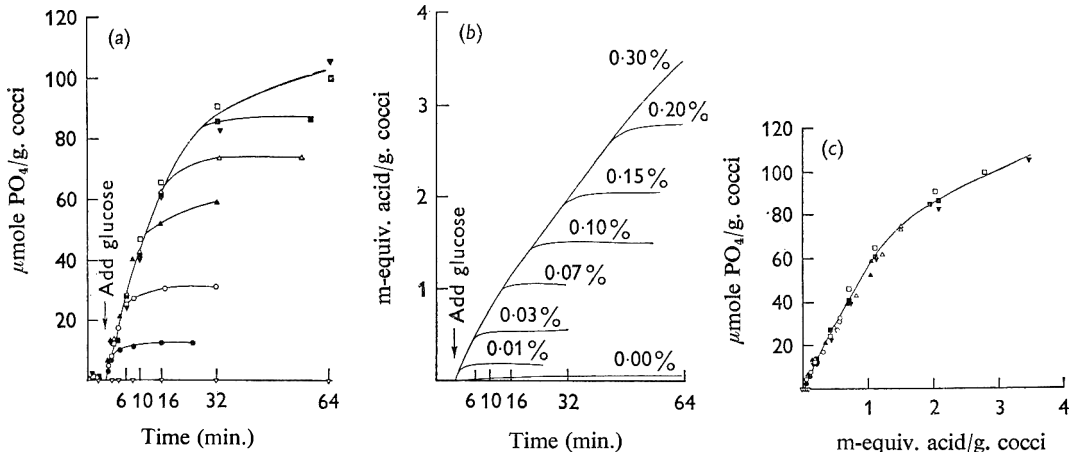 (a)
μmole PO4/g. cocci
120
100
80
60
40
20
Add glucose
6 10 16 32 64
Time (min.)
(b)
m-equiv. acid/g. cocci
4
3
2
1
0
Add glucose
0·30%
0·20%
0·15%
0·10%
0·07%
0·03%
0·01%
0·00%
6 10 16 32 64
Time (min.)
(c)
μmole PO4/g. cocci
120
100
80
60
40
20
1 2 3 4
m-equiv. acid/g. cocci